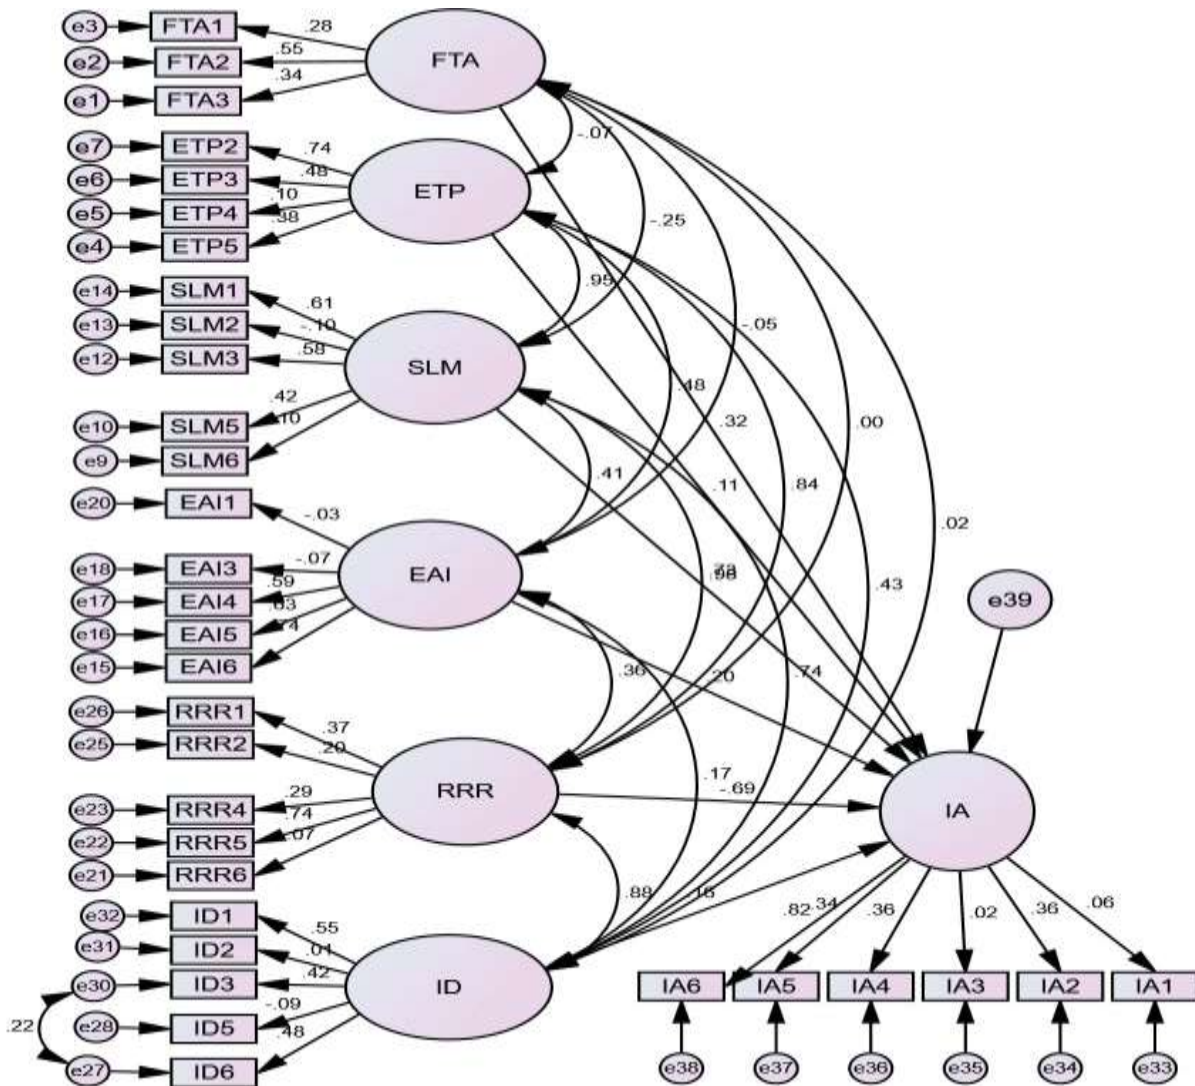 e3 FTA1 .28
e2 FTA2 .55 FTA
e1 FTA3 .34
-.07
e7 ETP2 .74
e6 ETP3 .48
e5 ETP4 .10 ETP
e4 ETP5 .38
-.25
.95
e14 SLM1 .61
e13 SLM2 -.10
-.05
e12 SLM3 .58 SLM
.48
e10 SLM5 .42
.32 .00
e9 SLM6 .10
.41 .11 .84
e20 EAI1 -.03
.02
e18 EAI3 -.07
EAI .98
e17 EAI4 .59
.43
e16 EAI5
e39
e15 EAI6
.36 .20 .74
e26 RRR1 .37
e25 RRR2 .20
.17
-.69
RRR
e23 RRR4 .29
IA
e22 RRR5 .74
e21 RRR6 .07
.88 .15
.82 .34 .36 .02 .36 .06
e32 ID1 .55
e31 ID2 .01
e30 ID3 .42
ID
IA6 IA5 IA4 IA3 IA2 IA1
-.09
.22
e28 ID5
.48
e27 ID6
e38 e37 e36 e35 e34 e33